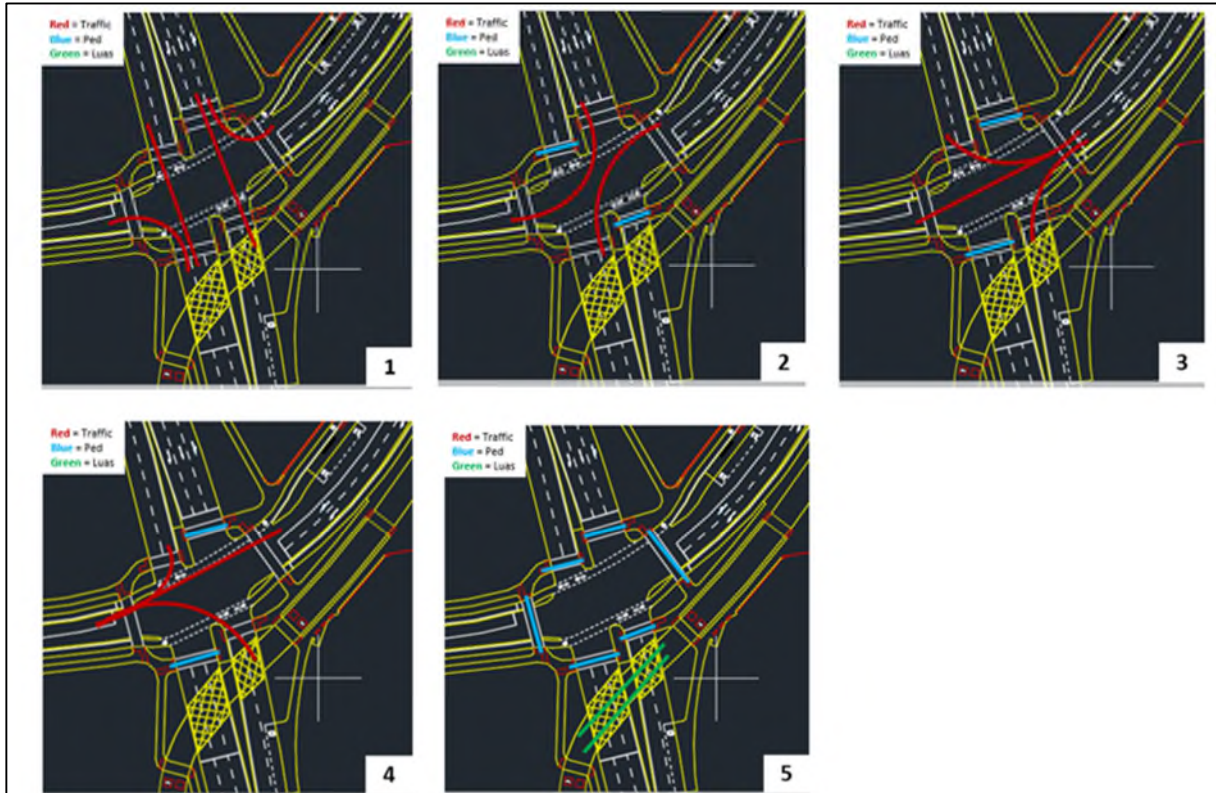 Red = Traffic
Blue = Ped
Green = Luas
1
Red = Traffic
Blue = Ped
Green = Luas
2
Red = Traffic
Blue = Ped
Green = Luas
3
Red = Traffic
Blue = Ped
Green = Luas
4
Red = Traffic
Blue = Ped
Green = Luas
5